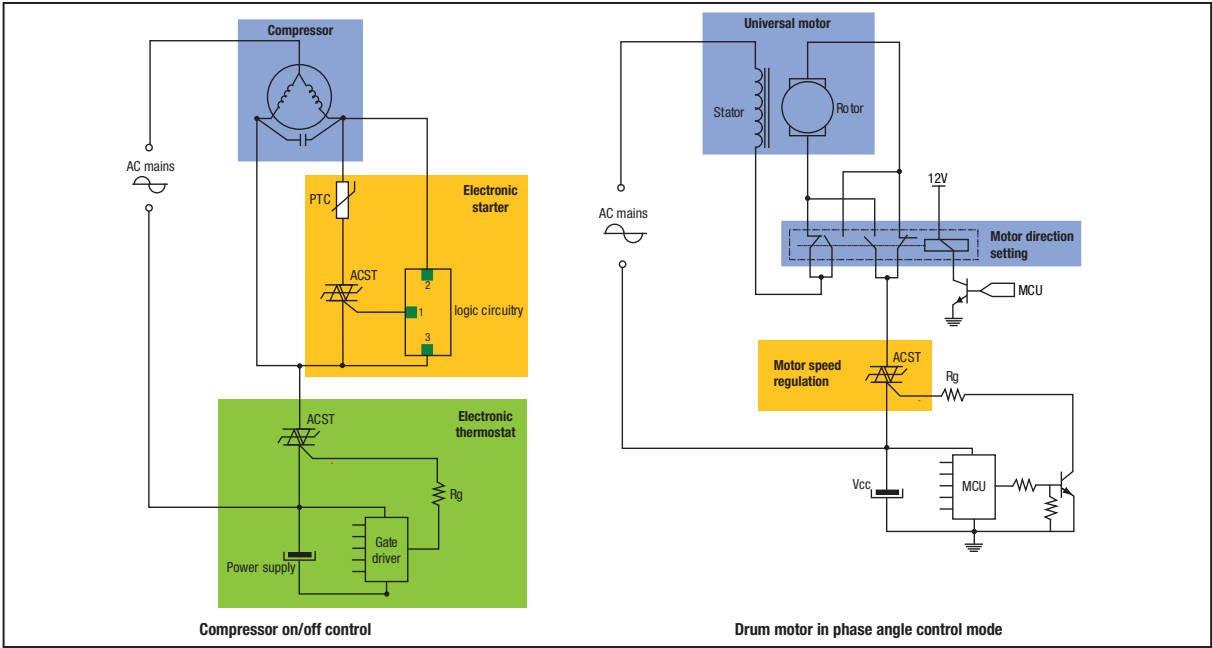 Compressor
AC mains
PTC
Electronic
starter
ACST
2
1
logic circuitry
3
ACST
Electronic
thermostat
Rg
Gate
driver
Power supply
Compressor on/off control
Universal motor
Stator
Rotor
AC mains
12V
Motor direction
setting
MCU
Motor speed
regulation
ACST
Rg
Vcc
MCU
Drum motor in phase angle control mode